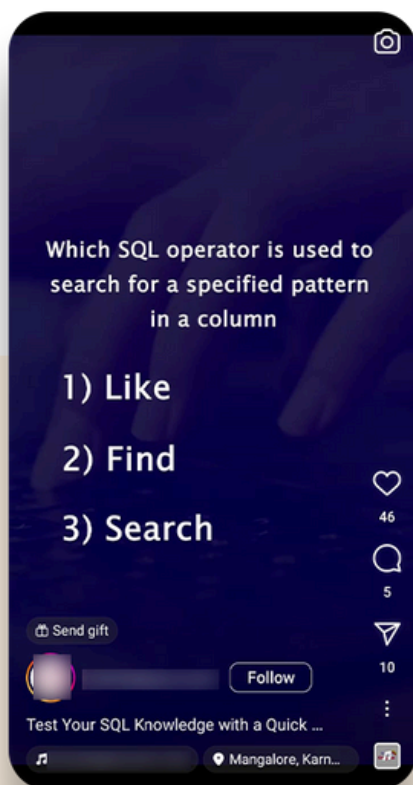 Which SQL operator is used to
search for a specified pattern
in a column
1) Like
2) Find
3) Search
46
5
Send gift
10
Follow
Test Your SQL Knowledge with a Quick ...
Mangalore, Karn...